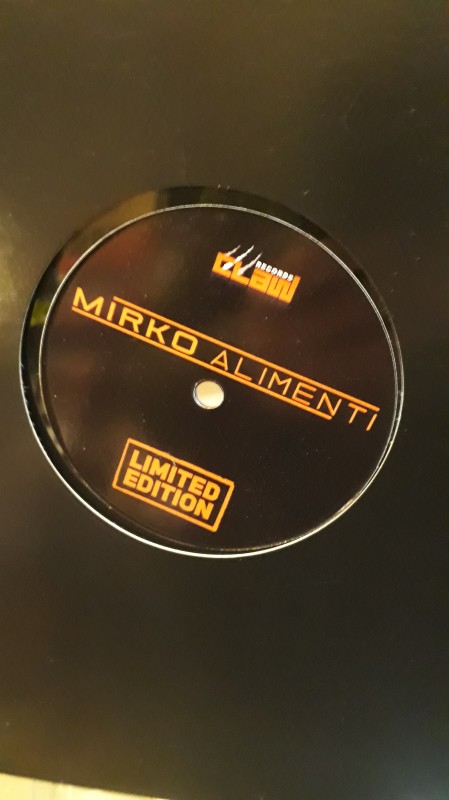 RECORDS
CLAW
MIRKO ALIMENTI
LIMITED
EDITION